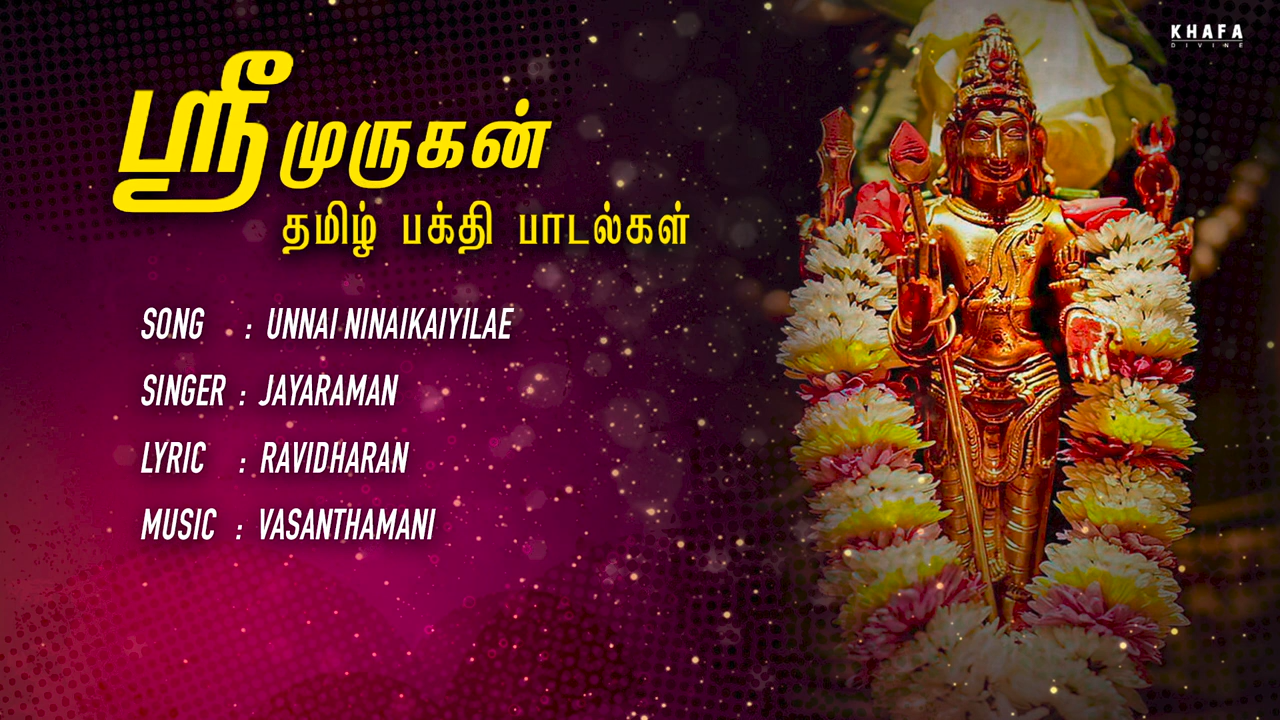 ஸ்ரீ முருகன்
தமிழ் பக்தி பாடல்கள்
SONG : UNNAI NINAIKAIYILAE
SINGER : JAYARAMAN
LYRIC : RAVIDHARAN
MUSIC : VASANTHAMANI
KHAFA
DIVINE